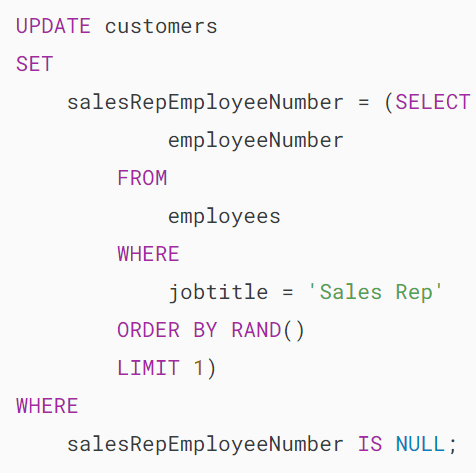 UPDATE customers
SET
    salesRepEmployeeNumber = (SELECT
            employeeNumber
        FROM
            employees
        WHERE
            jobtitle = 'Sales Rep'
        ORDER BY RAND()
        LIMIT 1)
WHERE
    salesRepEmployeeNumber IS NULL;